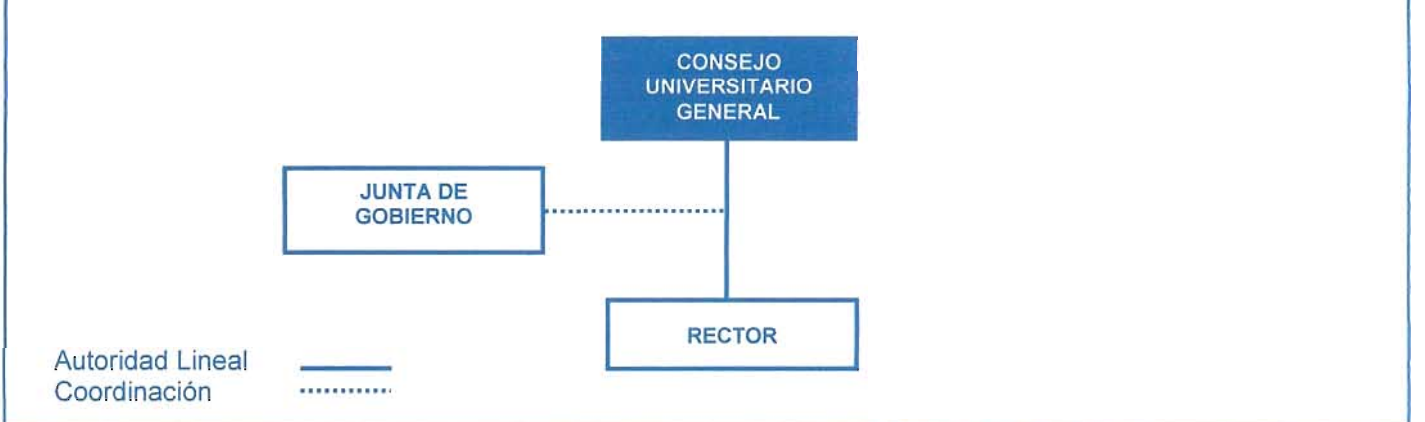 CONSEJO
UNIVERSITARIO
GENERAL
JUNTA DE
GOBIERNO
RECTOR
Autoridad Lineal
Coordinación